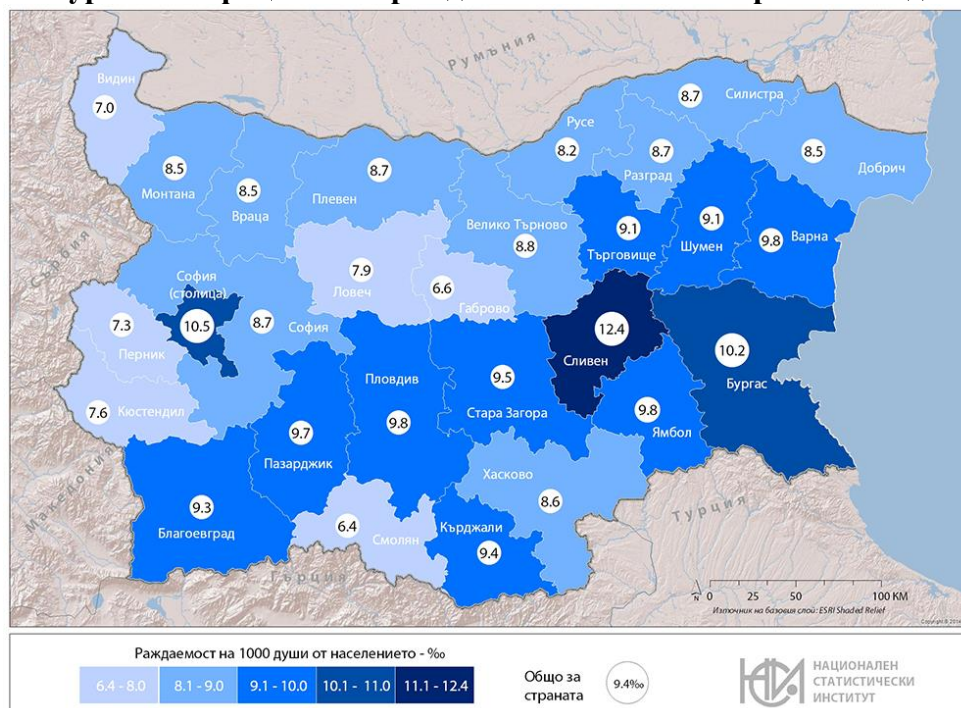 Румъния
Видин
7.0
8.7
Силистра
Русе
8.2
8.7
Разград
8.5
Добрич
8.5
Монтана
8.5
Враца
8.7
Плевен
Велико Търново
8.8
9.1
Търговище
9.1
Шумен
9.8
Варна
Сърбия
7.9
Ловеч
6.6
Габрово
София
(столица)
10.5
8.7
София
7.3
Перник
12.4
Сливен
10.2
Бургас
7.6
Кюстендил
Пловдив
9.8
9.5
Стара Загора
9.8
Ямбол
9.7
Пазарджик
Хасково
8.6
Македония
9.3
Благоевград
6.4
Смолян
Кърджали
9.4
Турция
Гърция
N
0 25 50 100 KM
Източник на базовия слой: ESRI Shaded Relief
Раждаемост на 1000 души от населението - ‰
6.4 - 8.0 8.1 - 9.0 9.1 - 10.0 10.1 - 11.0 11.1 - 12.4
Общо за
страната
9.4‰
НАЦИОНАЛЕН
СТАТИСТИЧЕСКИ
ИНСТИТУТ